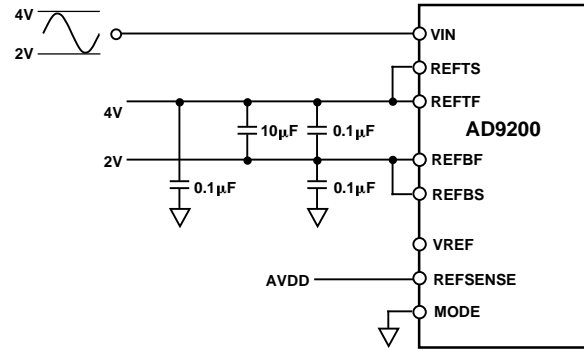 4V
2V
VIN
REFTS
REFTF
4V
10µF
0.1µF
AD9200
2V
REFBF
0.1µF
0.1µF
REFBS
VREF
AVDD
REFSENSE
MODE